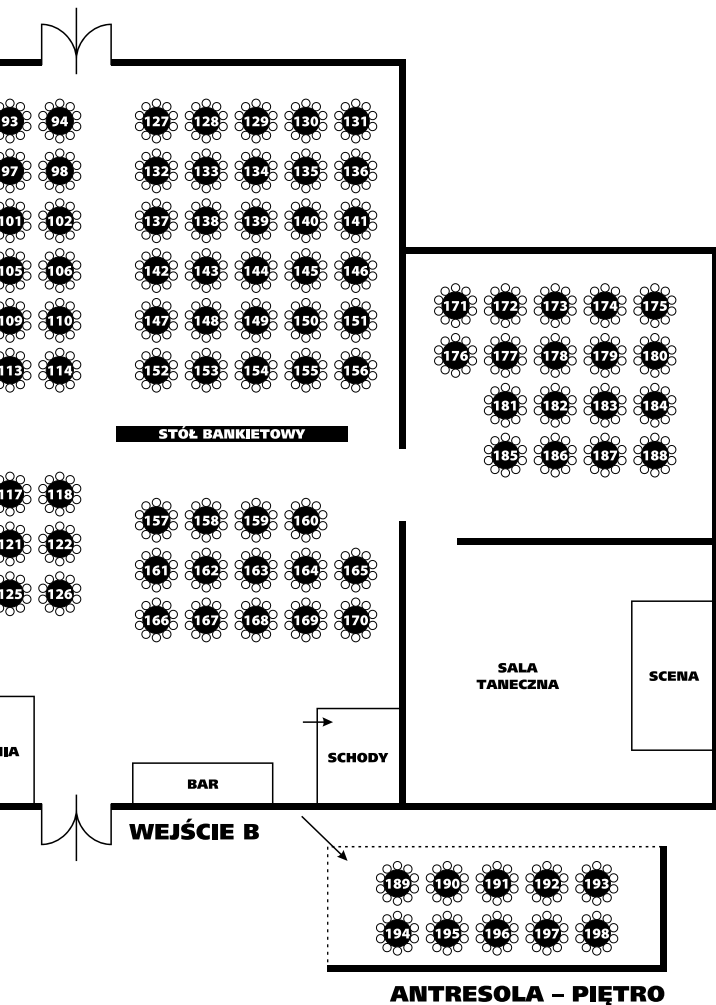 93 94 127 128 129 130 131
97 98 132 133 134 135 136
101 102 137 138 139 140 141
105 106 142 143 144 145 146
109 110 147 148 149 150 151
113 114 152 153 154 155 156
171 172 173 174 175
176 177 178 179 180
181 182 183 184
185 186 187 188
STÓŁ BANKIETOWY
117 118
121 122
125 126
157 158 159 160
161 162 163 164 165
166 167 168 169 170
SALA
TANECZNA
SCENA
SCHODY
BAR
WEJŚCIE B
189 190 191 192 193
194 195 196 197 198
ANTRESOLA – PIĘTRO